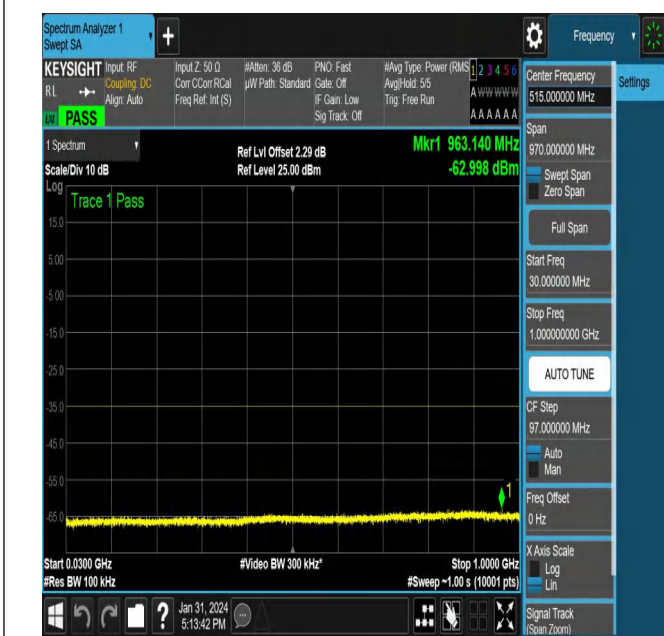 Spectrum Analyzer 1
Swept SA
+
Frequency
KEYSIGHT
RL
PASS
Input: RF
Coupling: DC
Align: Auto
Input Z: 50 Ω
Corr CCorr RCal
Freq Ref: Int (S)
#Atten: 36 dB
µW Path: Standard
PNO: Fast
Gate: Off
IF Gain: Low
Sig Track: Off
#Avg Type: Power (RMS
Avg|Hold: 5/5
Trig: Free Run
1 2 3 4 5 6
A W W W W W
A A A A A A
1 Spectrum
Scale/Div 10 dB
Ref Lvl Offset 2.29 dB
Ref Level 25.00 dBm
Mkr1 963.140 MHz
-62.998 dBm
Log
Trace 1 Pass
15.0
5.00
-5.00
-15.0
-25.0
-35.0
-45.0
-55.0
-65.0
1
Start 0.0300 GHz
#Res BW 100 kHz
#Video BW 300 kHz*
Stop 1.0000 GHz
#Sweep ~1.00 s (10001 pts)
Jan 31, 2024
5:13:42 PM
Center Frequency
515.000000 MHz
Settings
Span
970.000000 MHz
Swept Span
Zero Span
Full Span
Start Freq
30.000000 MHz
Stop Freq
1.000000000 GHz
AUTO TUNE
CF Step
97.000000 MHz
Auto
Man
Freq Offset
0 Hz
X Axis Scale
Log
Lin
Signal Track
(Span Zoom)